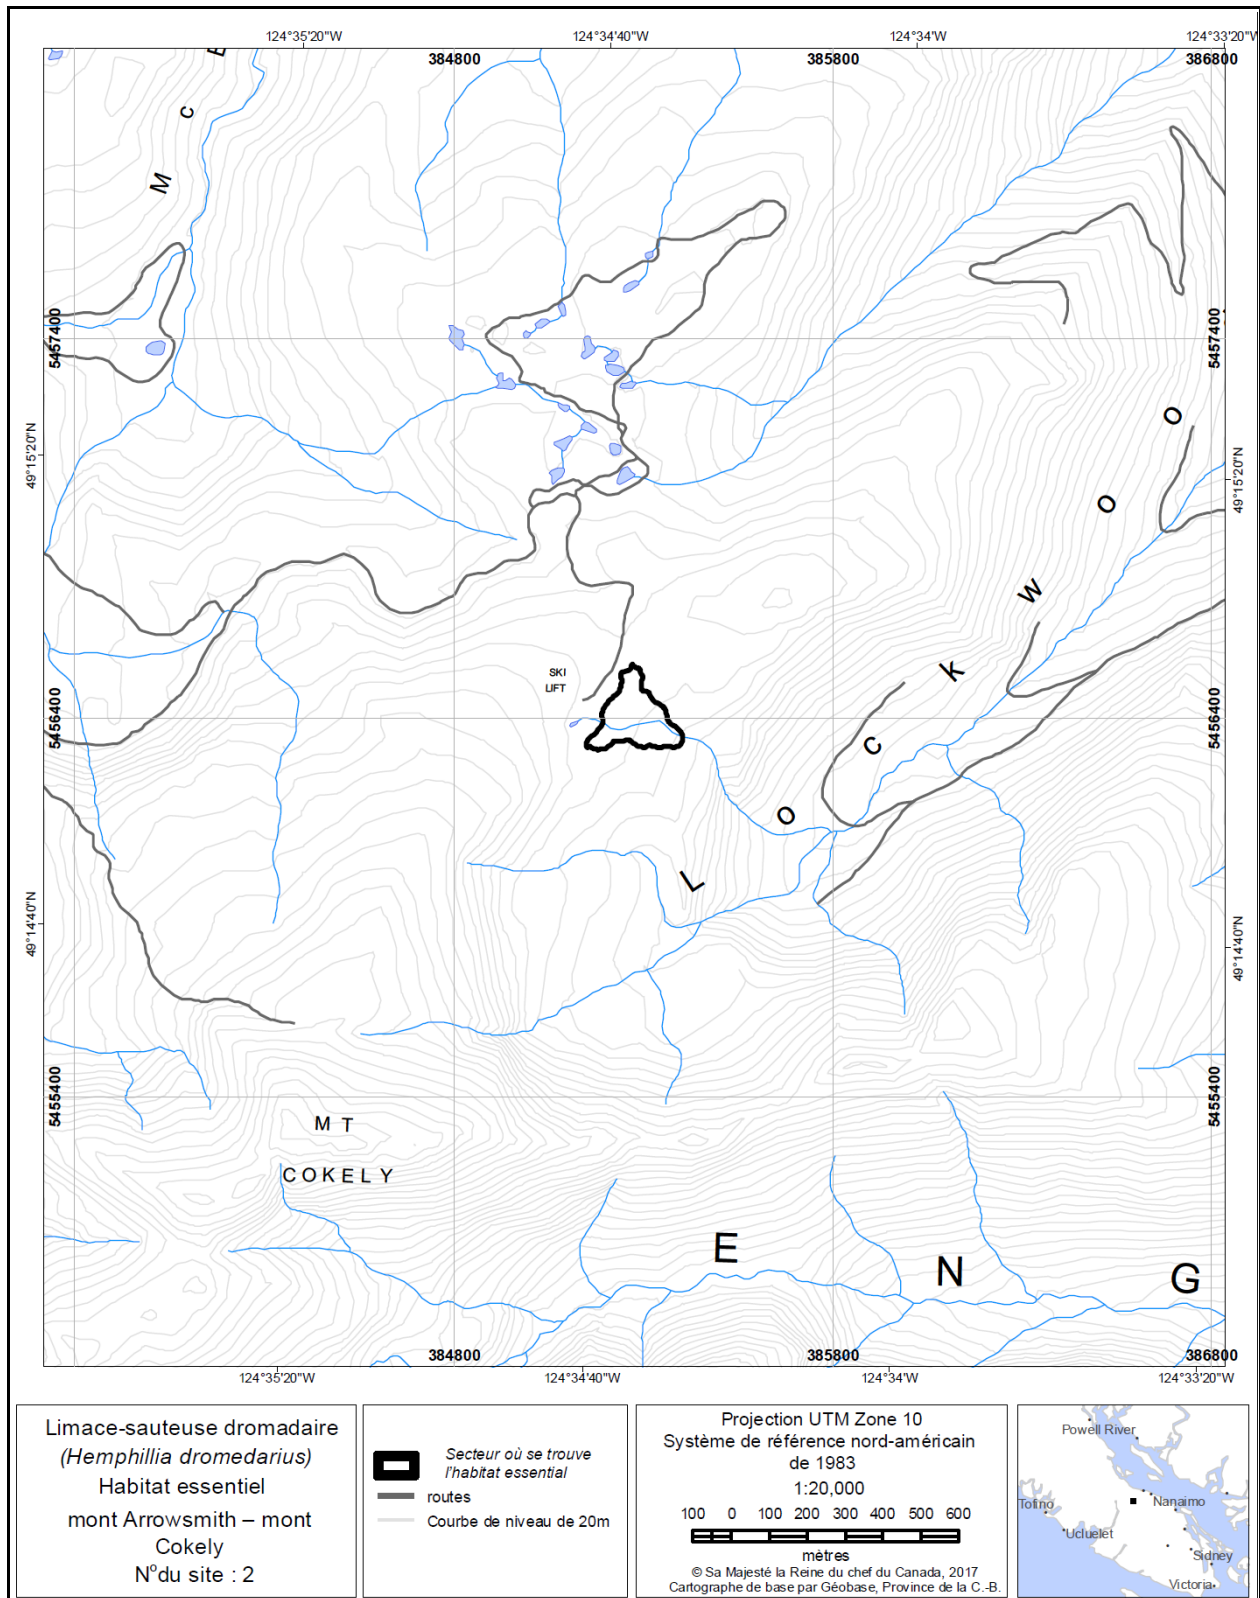 124°35'20"W 124°34'40"W 124°34'W 124°33'20"W
384800 385800 386800
M c E
5457400 5457400
49°15'20"N 49°15'20"N
SKI
LIFT
5456400 5456400
L O C K W O O
49°14'40"N 49°14'40"N
5455400 5455400
MT
COKELY
E N G
384800 385800 386800
124°35'20"W 124°34'40"W 124°34'W 124°33'20"W
Limace-sauteuse dromadaire
(Hemphillia dromedarius)
Habitat essentiel
mont Arrowsmith – mont
Cokely
N°du site : 2
Secteur où se trouve
l'habitat essential
routes
Courbe de niveau de 20m
Projection UTM Zone 10
Système de référence nord-américain
de 1983
1:20,000
100 0 100 200 300 400 500 600
mètres
© Sa Majesté la Reine du chef du Canada, 2017
Cartographe de base par Géobase, Province de la C.-B.
Powell River
Tofino
Nanaimo
Ucluelet
Sidney
Victoria